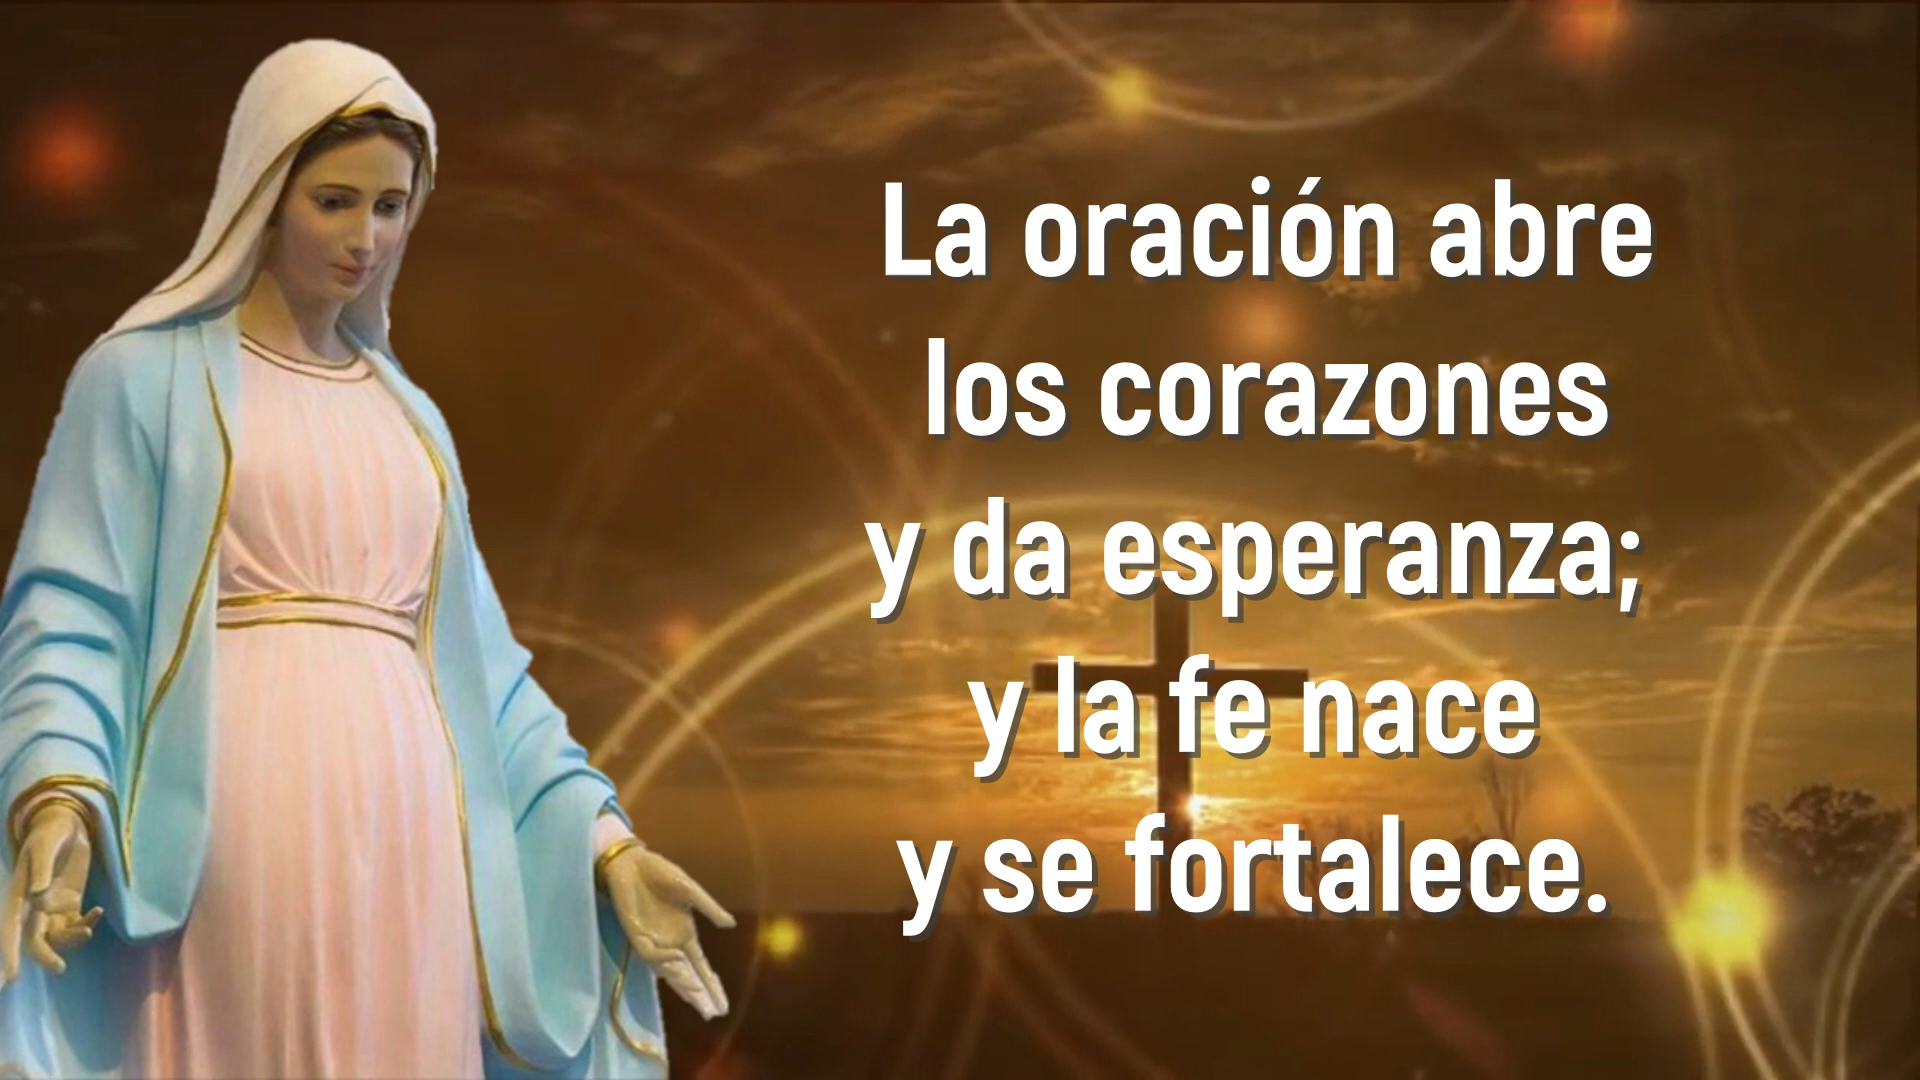 La oración abre
los corazones
y da esperanza;
y la fe nace
y se fortalece.